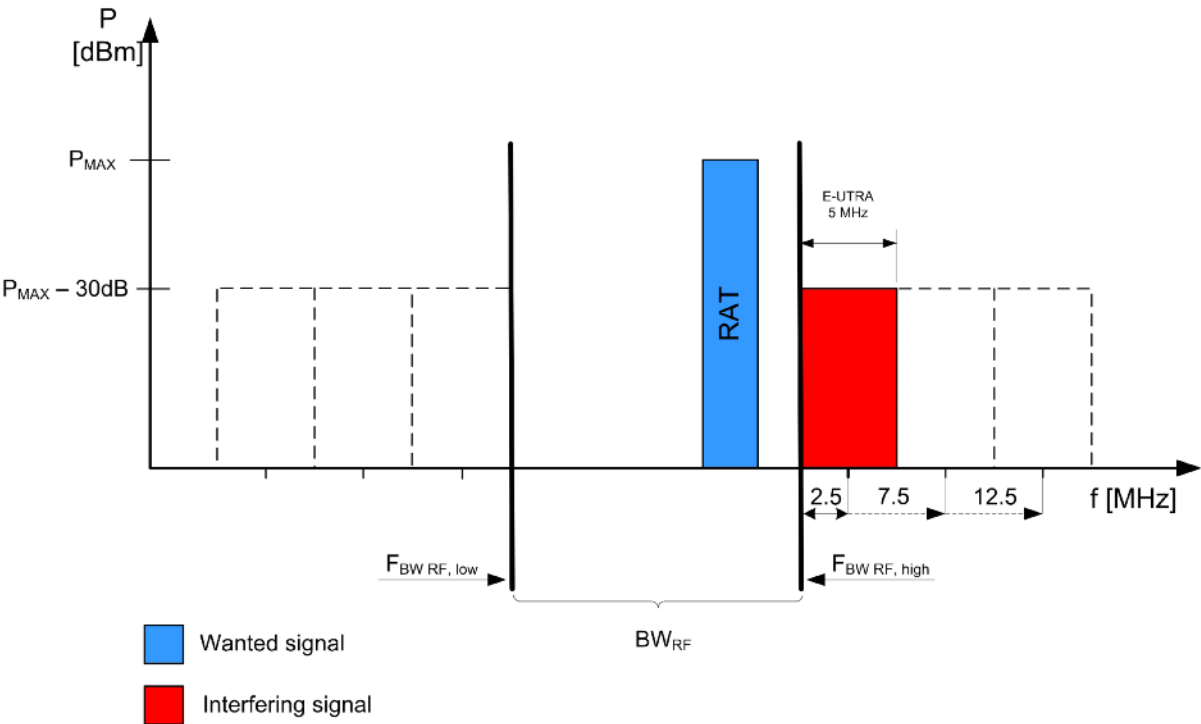 P
[dBm]
PMAX
E-UTRA
5 MHz
PMAX – 30dB
RAT
2.5
7.5
12.5
f [MHz]
FBW RF, low
FBW RF, high
BWRF
Wanted signal
Interfering signal